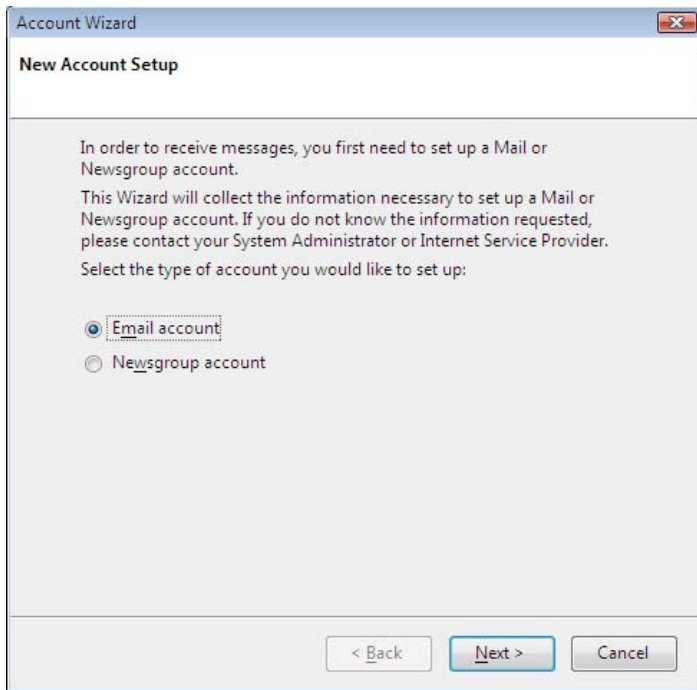 Account Wizard
New Account Setup
In order to receive messages, you first need to set up a Mail or
Newsgroup account.
This Wizard will collect the information necessary to set up a Mail or
Newsgroup account. If you do not know the information requested,
please contact your System Administrator or Internet Service Provider.
Select the type of account you would like to set up:
Email account
Newsgroup account
< Back Next > Cancel